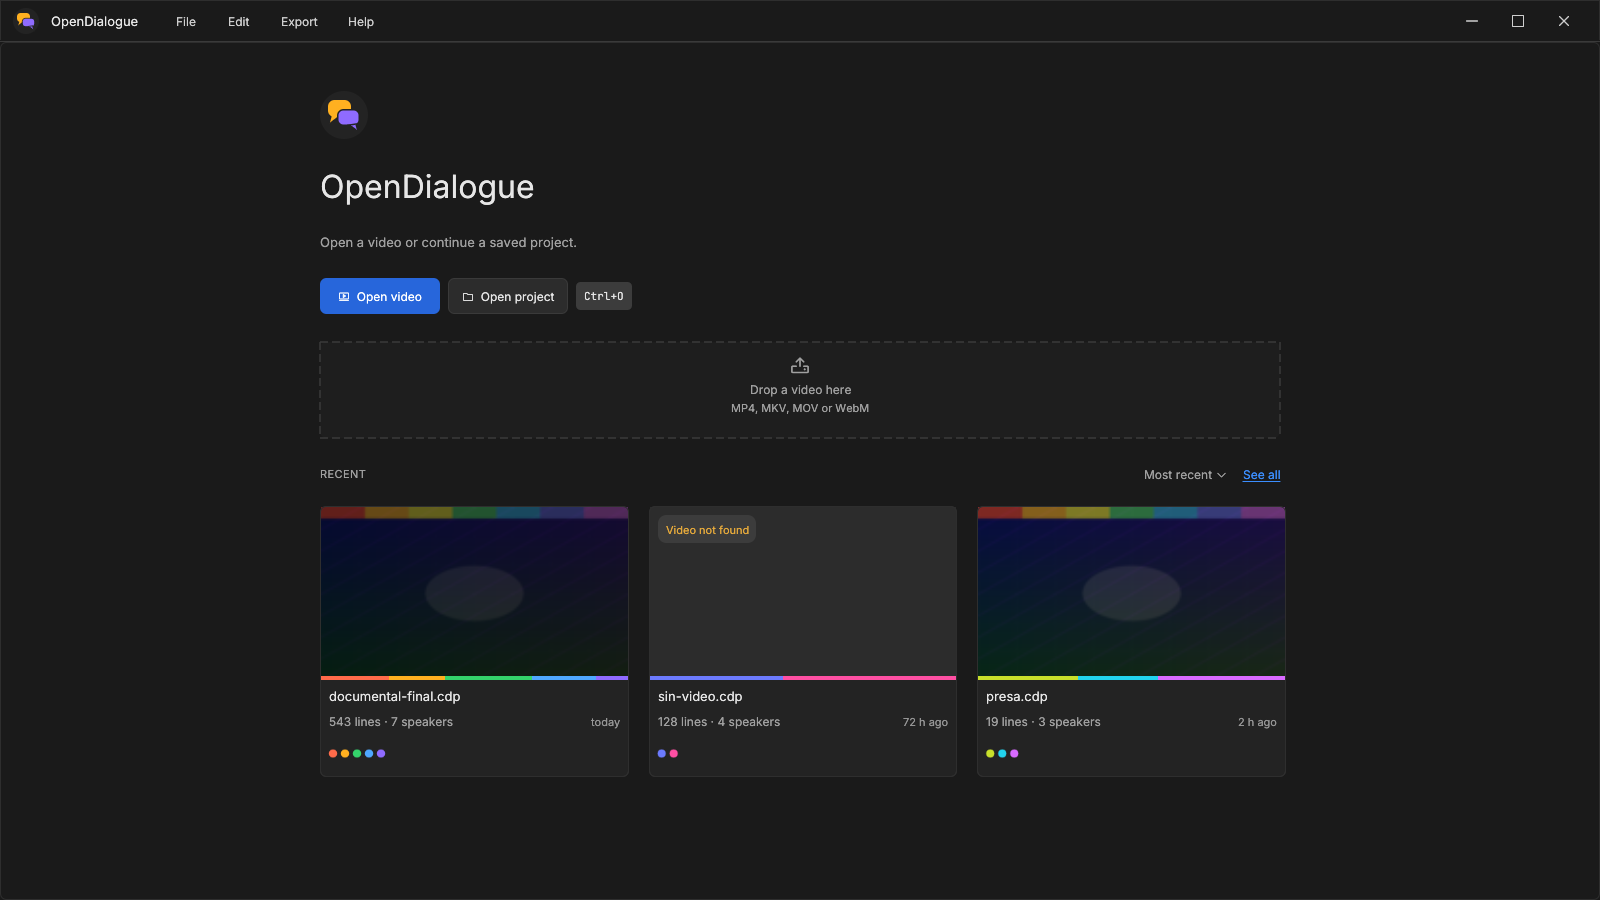 OpenDialogue File Edit Export Help
OpenDialogue
Open a video or continue a saved project.
Open video Open project Ctrl+O
Drop a video here
MP4, MKV, MOV or WebM
RECENT Most recent See all
Video not found
documental-final.cdp
543 lines · 7 speakers today
sin-video.cdp
128 lines · 4 speakers 72 h ago
presa.cdp
19 lines · 3 speakers 2 h ago